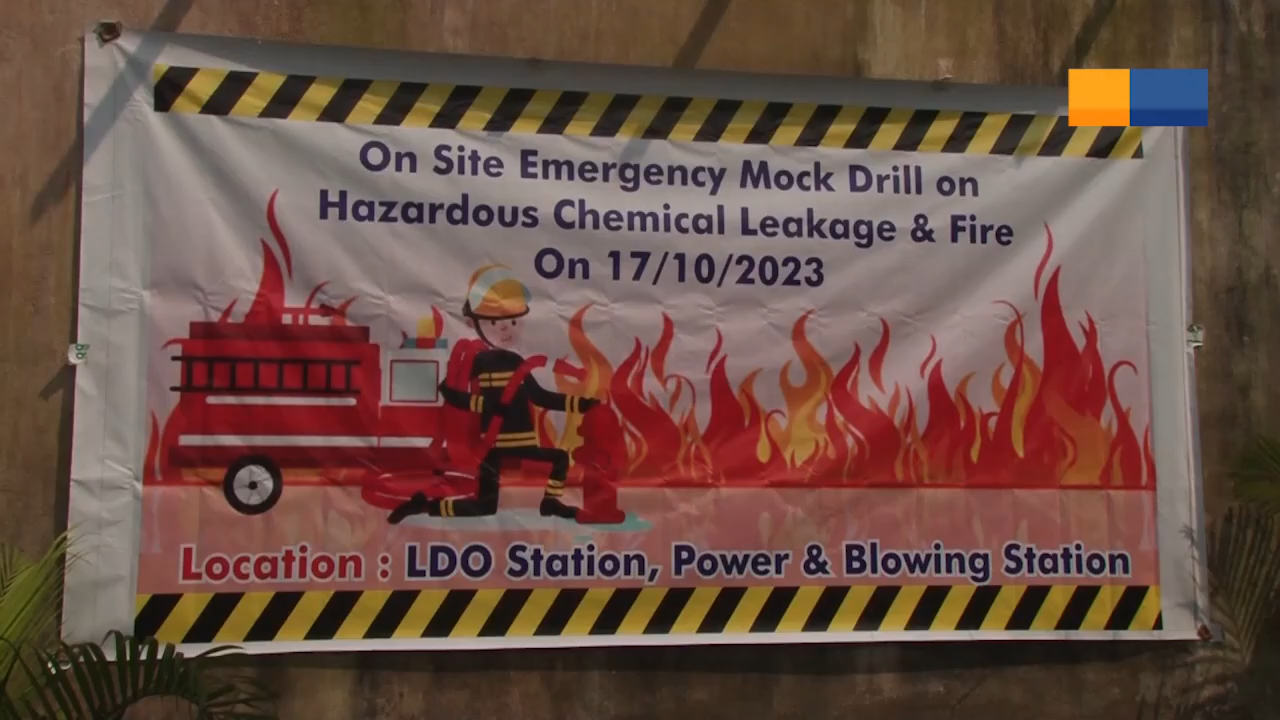 On Site Emergency Mock Drill on
Hazardous Chemical Leakage & Fire
On 17/10/2023
Location : LDO Station, Power & Blowing Station